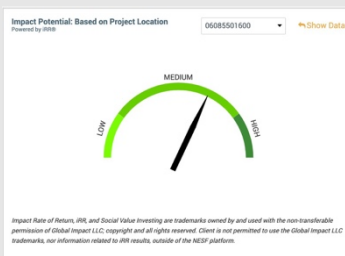 Impact Potential: Based on Project Location
Powered by iRR®
06085501600
Show Data
MEDIUM
LOW
HIGH
Impact Rate of Return, iRR, and Social Value Investing are trademarks owned by and used with the non-transferable
permission of Global Impact LLC; copyright and all rights reserved. Client is not permitted to use the Global Impact LLC
trademarks, nor information related to iRR results, outside of the NESF platform.